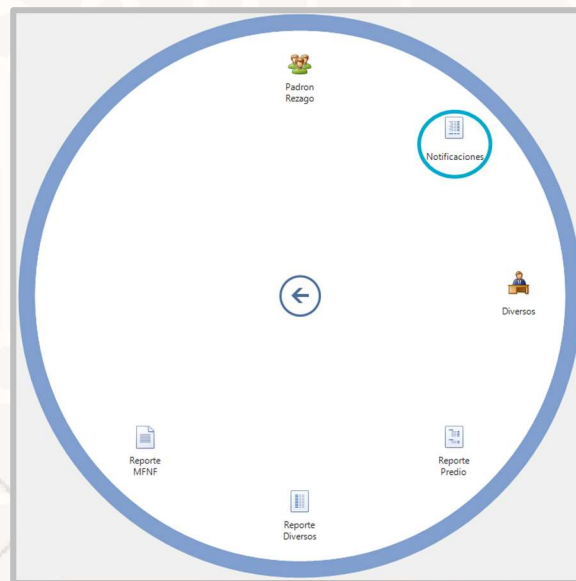 Padron
Rezago
Notificaciones
Diversos
Reporte
MFNF
Reporte
Predio
Reporte
Diversos